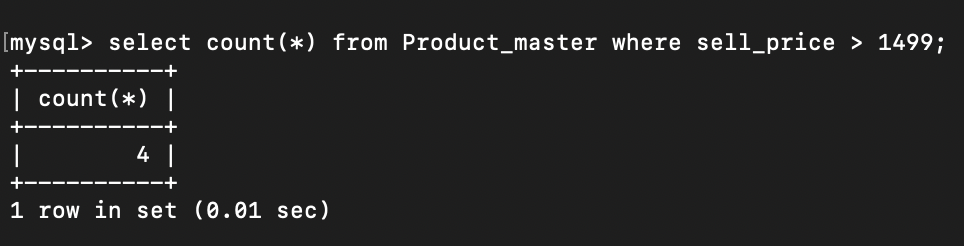 [mysql> select count(*) from Product_master where sell_price > 1499;
+----------+
| count(*) |
+----------+
|        4 |
+----------+
1 row in set (0.01 sec)